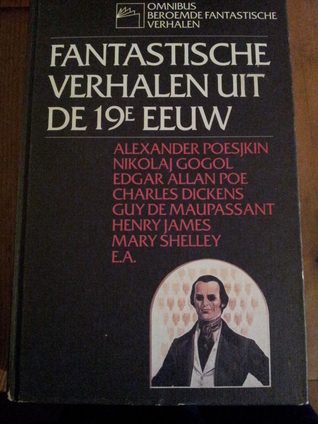 OMNIBUS
BEROEMDE FANTASTISCHE
VERHALEN
FANTASTISCHE
VERHALEN UIT
DE 19E EEUW
ALEXANDER POESJKIN
NIKOLAJ GOGOL
EDGAR ALLAN POE
CHARLES DICKENS
GUY DE MAUPASSANT
HENRY JAMES
MARY SHELLEY
E.A.